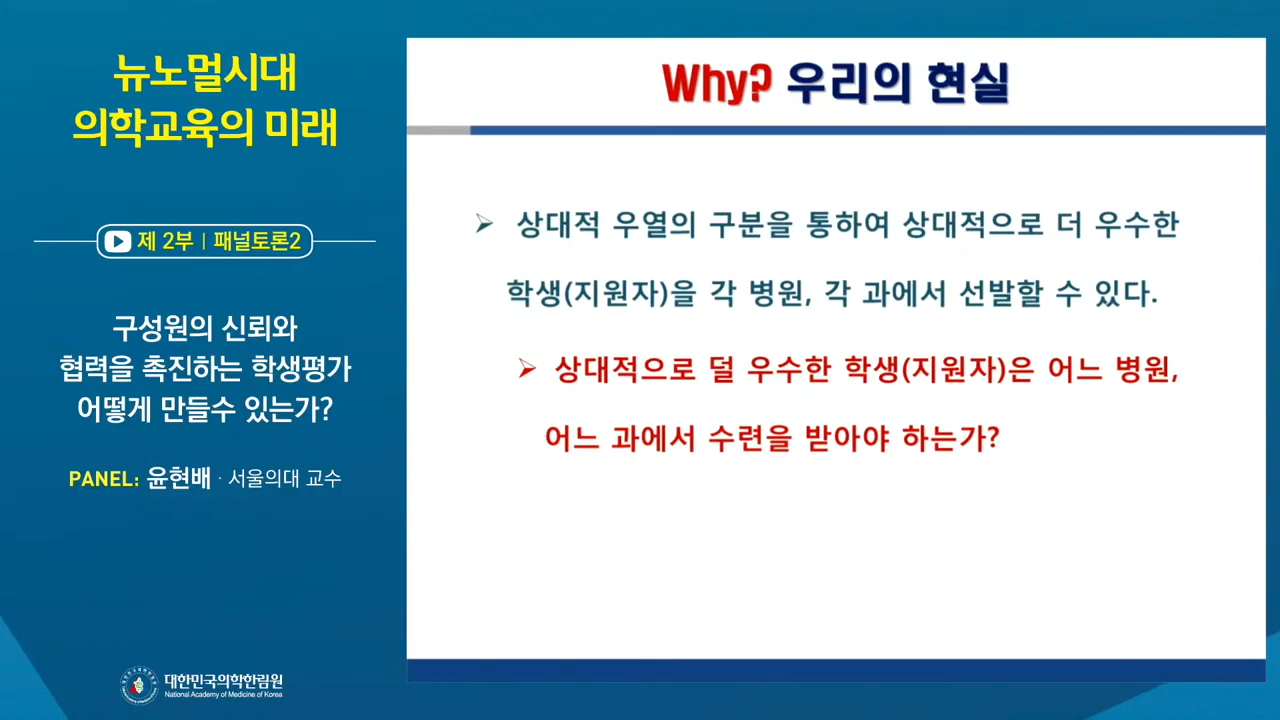 뉴노멀시대
의학교육의 미래
제 2부 | 패널토론2
구성원의 신뢰와
협력을 촉진하는 학생평가
어떻게 만들수 있는가?
PANEL: 윤현배 · 서울의대 교수
대한민국의학한림원
National Academy of Medicine of Korea
Why? 우리의 현실
➢ 상대적 우열의 구분을 통하여 상대적으로 더 우수한
학생(지원자)을 각 병원, 각 과에서 선발할 수 있다.
➢ 상대적으로 덜 우수한 학생(지원자)은 어느 병원,
어느 과에서 수련을 받아야 하는가?